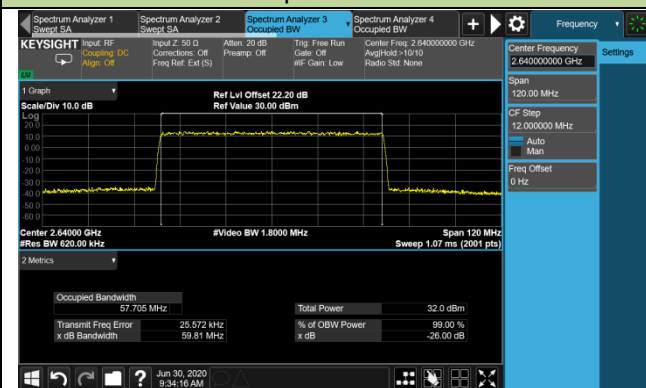 Spectrum Analyzer 1
Swept SA
Spectrum Analyzer 2
Swept SA
Spectrum Analyzer 3
Occupied BW
Spectrum Analyzer 4
Occupied BW
Frequency
KEYSIGHT
Input: RF
Coupling: DC
Align: Off
Input Z: 50 Ω
Corrections: Off
Freq Ref: Ext (S)
Atten: 20 dB
Preamp: Off
Trig: Free Run
Gate: Off
#IF Gain: Low
Center Freq: 2.640000000 GHz
Avg|Hold:>10/10
Radio Std: None
Center Frequency
2.640000000 GHz
Settings
Span
120.00 MHz
CF Step
12.000000 MHz
Auto
Man
Freq Offset
0 Hz
1 Graph
Scale/Div 10.0 dB
Ref Lvl Offset 22.20 dB
Ref Value 30.00 dBm
Log
20.0
10.0
0.00
-10.0
-20.0
-30.0
-40.0
-50.0
-60.0
Center 2.64000 GHz
#Res BW 620.00 kHz
#Video BW 1.8000 MHz
Span 120 MHz
Sweep 1.07 ms (2001 pts)
2 Metrics
Occupied Bandwidth
57.705 MHz
Total Power 32.0 dBm
Transmit Freq Error 25.572 kHz
% of OBW Power 99.00 %
x dB Bandwidth 59.81 MHz
x dB -26.00 dB
?
Jun 30, 2020
9:34:16 AM